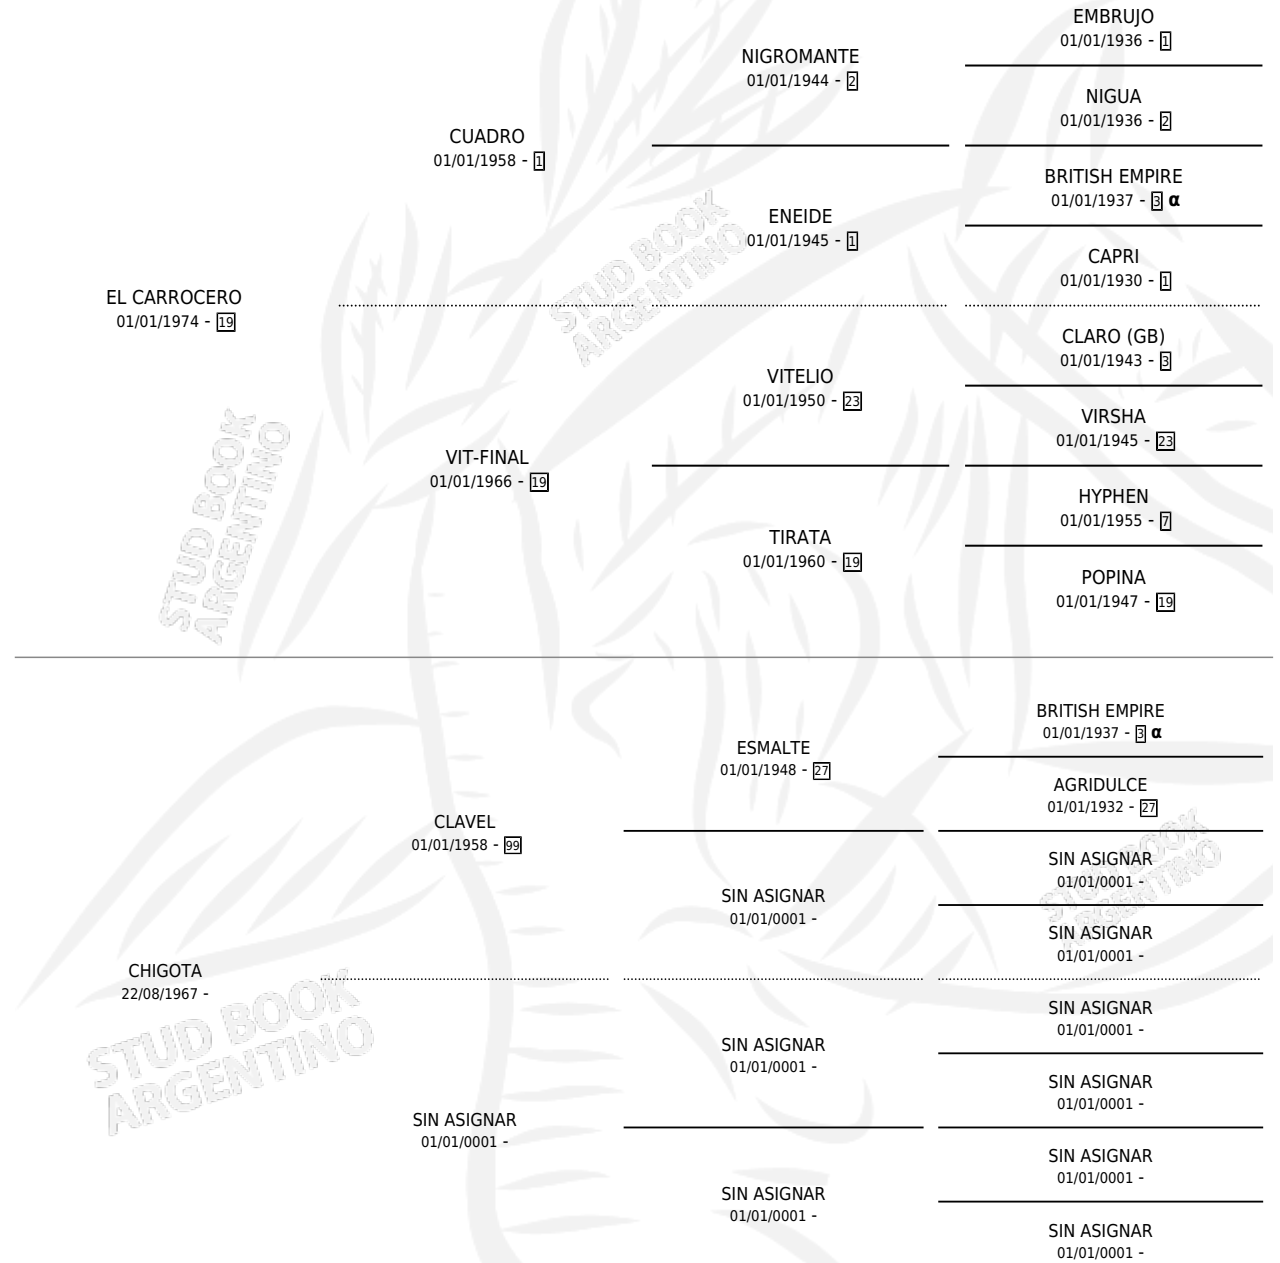 EL CARROCERO
01/01/1974 - 19
CUADRO
01/01/1958 - 1
VIT-FINAL
01/01/1966 - 19
NIGROMANTE
01/01/1944 - 2
ENEIDE
01/01/1945 - 1
VITELIO
01/01/1950 - 23
TIRATA
01/01/1960 - 19
EMBRUJO
01/01/1936 - 1
NIGUA
01/01/1936 - 2
BRITISH EMPIRE
01/01/1937 - 3 α
CAPRI
01/01/1930 - 1
CLARO (GB)
01/01/1943 - 3
VIRSHA
01/01/1945 - 23
HYPHEN
01/01/1955 - 7
POPINA
01/01/1947 - 19
CHIGOTA
22/08/1967 -
CLAVEL
01/01/1958 - 99
SIN ASIGNAR
01/01/0001 -
ESMALTE
01/01/1948 - 27
SIN ASIGNAR
01/01/0001 -
SIN ASIGNAR
01/01/0001 -
SIN ASIGNAR
01/01/0001 -
BRITISH EMPIRE
01/01/1937 - 3 α
AGRIDULCE
01/01/1932 - 27
SIN ASIGNAR
01/01/0001 -
SIN ASIGNAR
01/01/0001 -
SIN ASIGNAR
01/01/0001 -
SIN ASIGNAR
01/01/0001 -
SIN ASIGNAR
01/01/0001 -
SIN ASIGNAR
01/01/0001 -
STUD BOOK
ARGENTINO
STUD BOOK
ARGENTINO
STUD BOOK
ARGENTINO
STUD BOOK
ARGENTINO